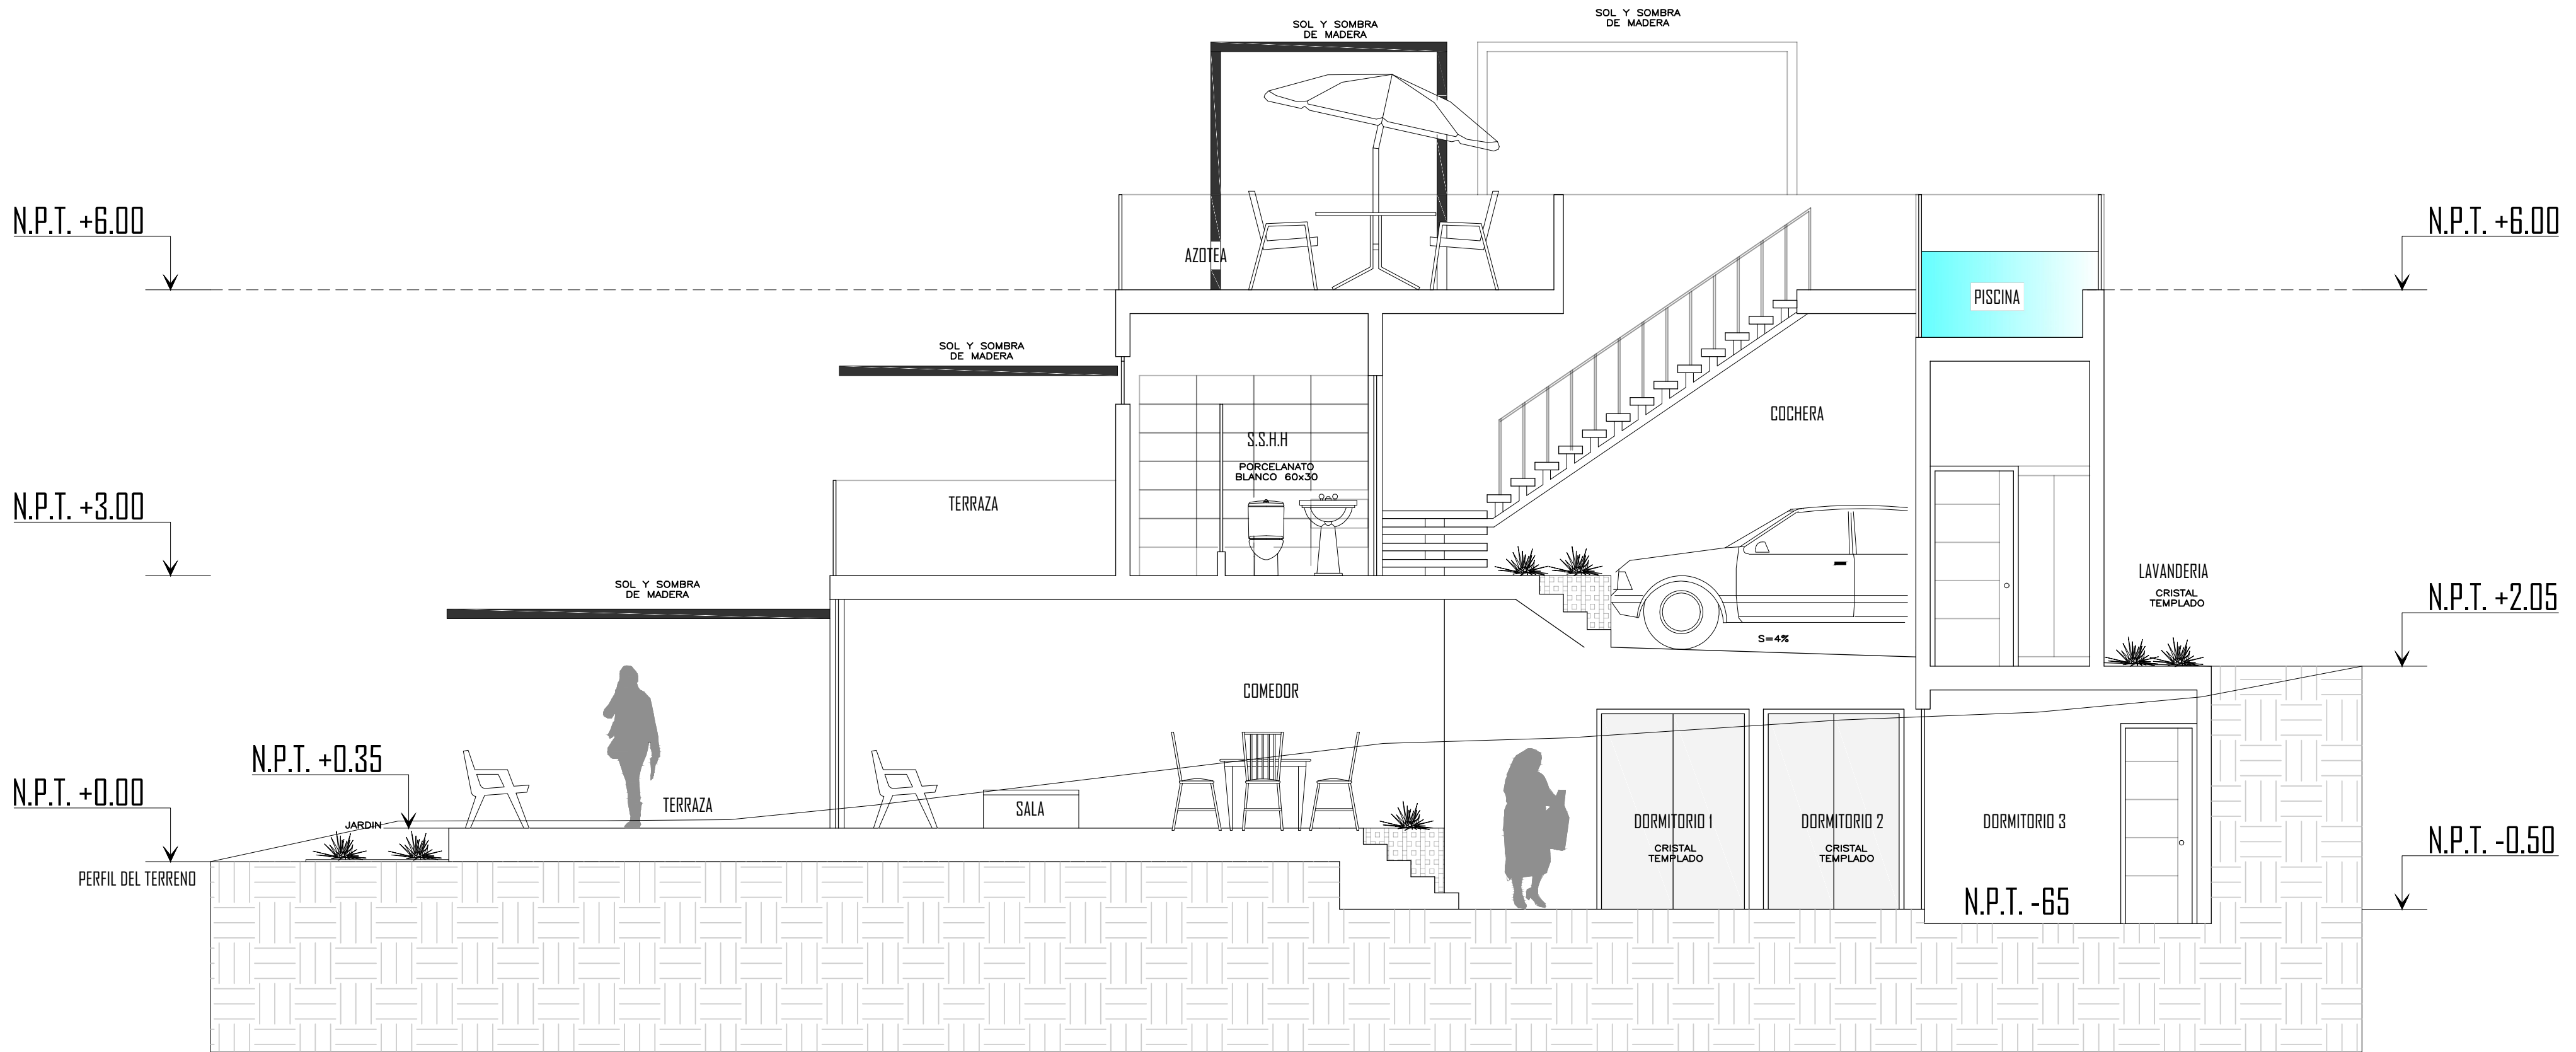 SOL Y SOMBRA
DE MADERA
SOL Y SOMBRA
DE MADERA
N.P.T. +6.00
N.P.T. +6.00
AZOTEA
PISCINA
SOL Y SOMBRA
DE MADERA
COCHERA
S.S.H.H
PORCELANATO
BLANCO 60x30
TERRAZA
N.P.T. +3.00
LAVANDERIA
CRISTAL
TEMPLADO
N.P.T. +2.05
SOL Y SOMBRA
DE MADERA
S=4%
COMEDOR
N.P.T. +0.35
N.P.T. +0.00
TERRAZA
SALA
JARDIN
DORMITORIO 1
CRISTAL
TEMPLADO
DORMITORIO 2
CRISTAL
TEMPLADO
DORMITORIO 3
N.P.T. -0.50
PERFIL DEL TERRENO
N.P.T. -65